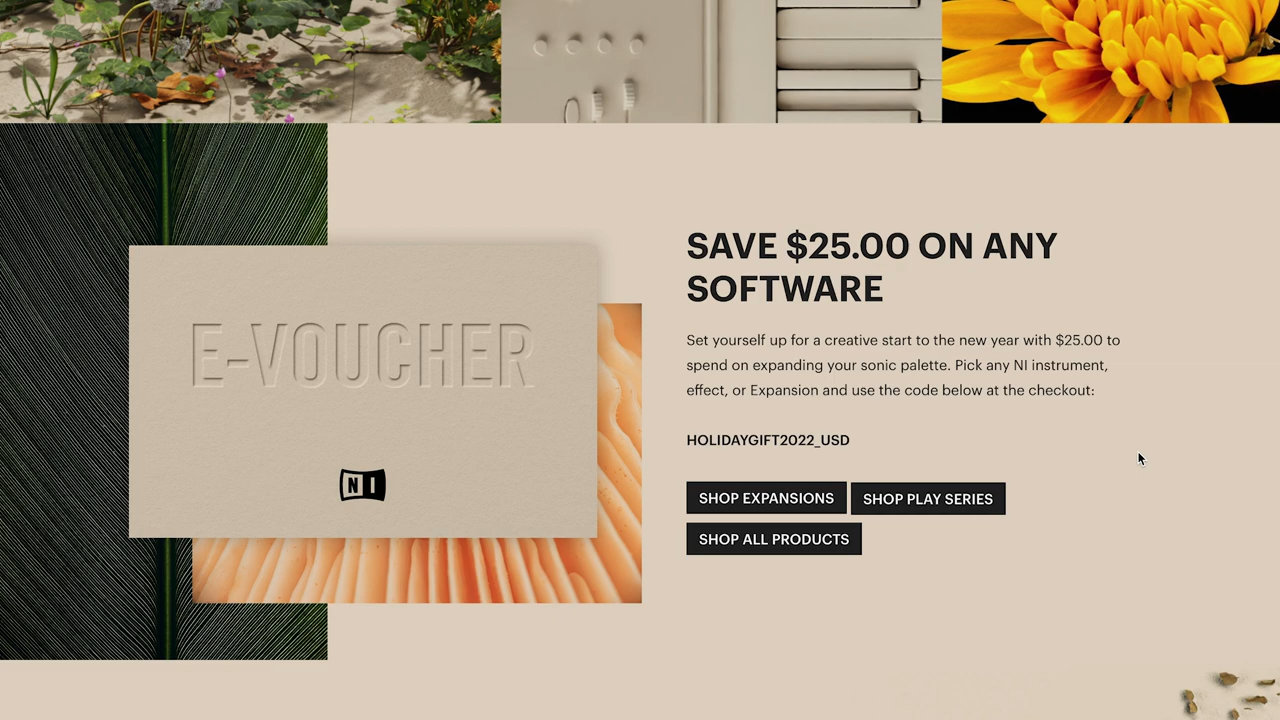 E-VOUCHER
NI
SAVE $25.00 ON ANY
SOFTWARE
Set yourself up for a creative start to the new year with $25.00 to
spend on expanding your sonic palette. Pick any NI instrument,
effect, or Expansion and use the code below at the checkout:
HOLIDAYGIFT2022_USD
SHOP EXPANSIONS
SHOP PLAY SERIES
SHOP ALL PRODUCTS